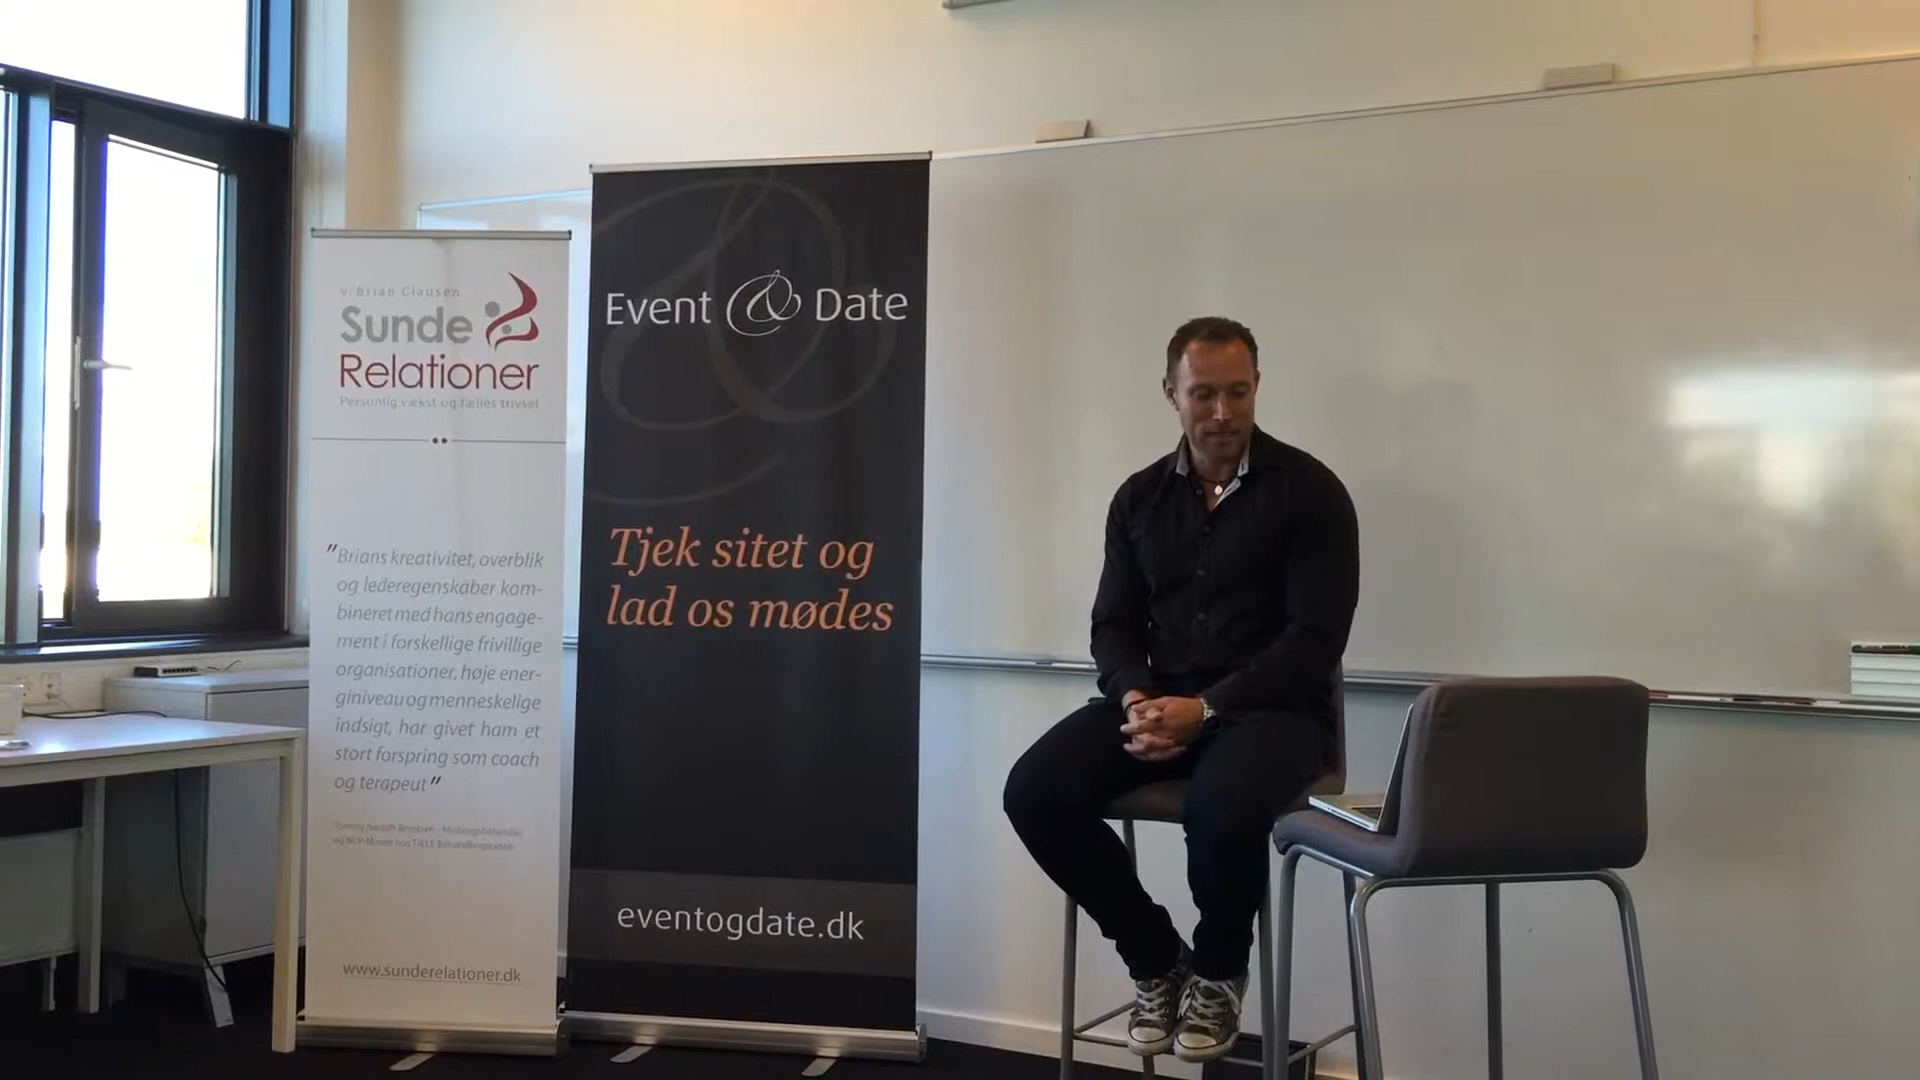 v/Brian Clausen
Sunde
Relationer
Personlig vækst og fælles trivsel
"Brians kreativitet, overblik
og lederegenskaber kom-
bineret med hans engage-
ment i forskellige frivillige
organisationer, høje ener-
giniveau og menneskelige
indsigt, har givet ham et
stort forspring som coach
og terapeut"
www.sunderelationer.dk
Event & Date
Tjek sitet og
lad os mødes
eventogdate.dk